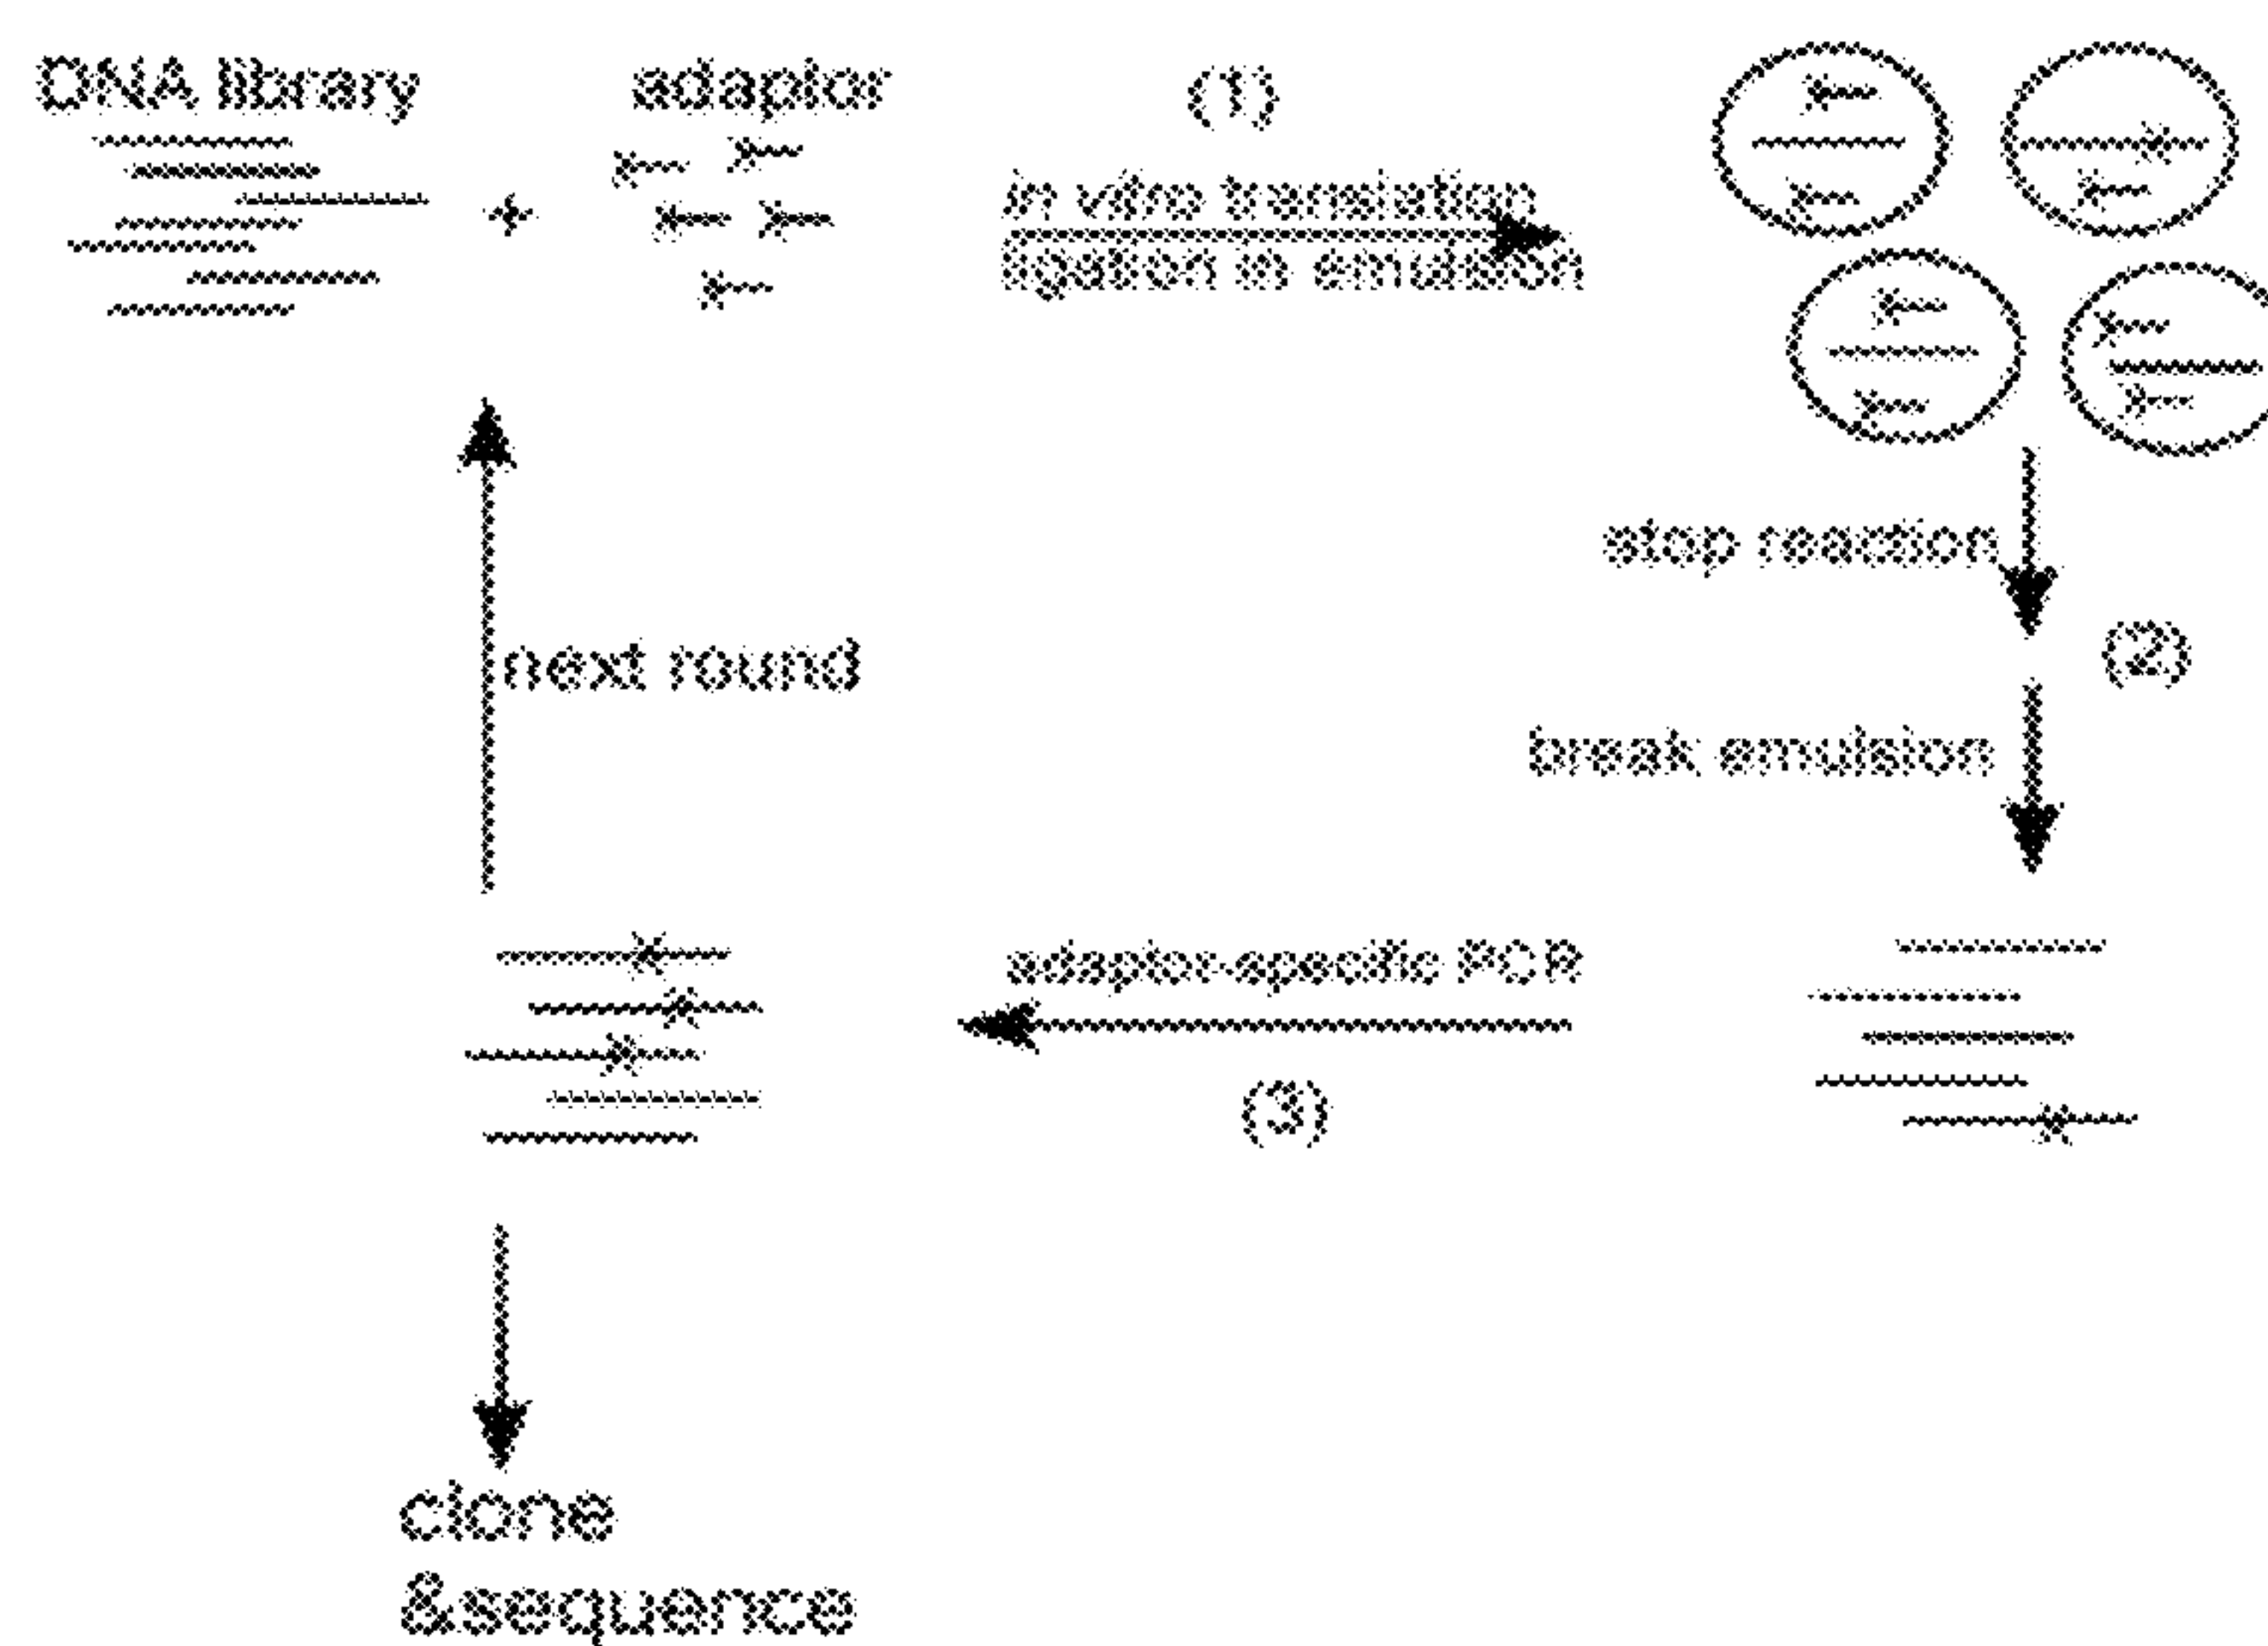 DNA library
adaptor
(1)
+
in vitro translation
ligation in emulsion
stop reaction
(2)
next round
break emulsion
adaptor-specific PCR
(3)
clone
&sequence